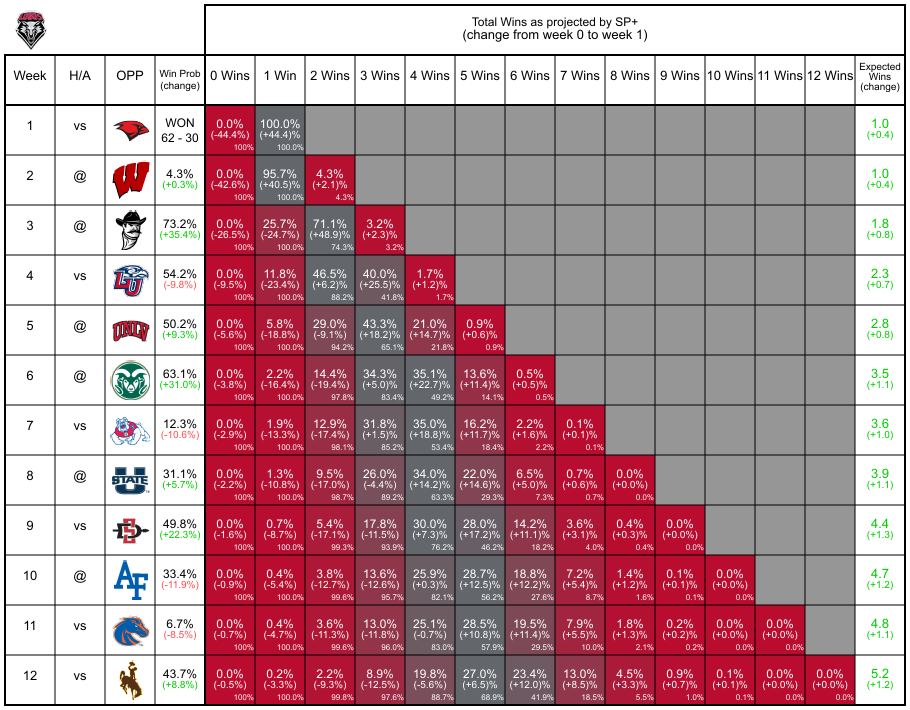 LOBOS
Total Wins as projected by SP+
(change from week 0 to week 1)
Week H/A OPP Win Prob (change) 0 Wins 1 Win 2 Wins 3 Wins 4 Wins 5 Wins 6 Wins 7 Wins 8 Wins 9 Wins 10 Wins 11 Wins 12 Wins Expected Wins (change)
1 vs WON 0.0% 100.0% 1.0
62 - 30 (-44.4%) (+44.4)% (+0.4)
100% 100.0%
2 @ W 4.3% 0.0% 95.7% 4.3% 1.0
(+0.3%) (-42.6%) (+40.5)% (+2.1)% (+0.4)
100% 100.0% 4.3%
3 @ 73.2% 0.0% 25.7% 71.1% 3.2% 1.8
(+35.4%) (-26.5%) (-24.7%) (+48.9)% (+2.3)% (+0.8)
100% 100.0% 74.3% 3.2%
4 vs LU 54.2% 0.0% 11.8% 46.5% 40.0% 1.7% 2.3
(-9.8%) (-9.5%) (-23.4%) (+6.2)% (+25.5)% (+1.2)% (+0.7)
100% 100.0% 88.2% 41.8% 1.7%
5 @ UNLV 50.2% 0.0% 5.8% 29.0% 43.3% 21.0% 0.9% 2.8
(+9.3%) (-5.6%) (-18.8%) (-9.1%) (+18.2)% (+14.7)% (+0.6)% (+0.8)
100% 100.0% 94.2% 65.1% 21.8% 0.9%
6 @ 63.1% 0.0% 2.2% 14.4% 34.3% 35.1% 13.6% 0.5% 3.5
(+31.0%) (-3.8%) (-16.4%) (-19.4%) (+5.0)% (+22.7)% (+11.4)% (+0.5)% (+1.1)
100% 100.0% 97.8% 83.4% 49.2% 14.1% 0.5%
7 vs 12.3% 0.0% 1.9% 12.9% 31.8% 35.0% 16.2% 2.2% 0.1% 3.6
(-10.6%) (-2.9%) (-13.3%) (-17.4%) (+1.5)% (+18.8)% (+11.7)% (+1.6)% (+0.1)% (+1.0)
100% 100.0% 98.1% 85.2% 53.4% 18.4% 2.2% 0.1%
8 @ U STATE 31.1% 0.0% 1.3% 9.5% 26.0% 34.0% 22.0% 6.5% 0.7% 0.0% 3.9
(+5.7%) (-2.2%) (-10.8%) (-17.0%) (-4.4%) (+14.2)% (+14.6)% (+5.0)% (+0.6)% (+0.0)% (+1.1)
100% 100.0% 98.7% 89.2% 63.3% 29.3% 7.3% 0.7% 0.0%
9 vs SD 49.8% 0.0% 0.7% 5.4% 17.8% 30.0% 28.0% 14.2% 3.6% 0.4% 0.0% 4.4
(+22.3%) (-1.6%) (-8.7%) (-17.1%) (-11.5%) (+7.3)% (+17.2)% (+11.1)% (+3.1)% (+0.3)% (+0.0)% (+1.3)
100% 100.0% 99.3% 93.9% 76.2% 46.2% 18.2% 4.0% 0.4% 0.0%
10 @ AF 33.4% 0.0% 0.4% 3.8% 13.6% 25.9% 28.7% 18.8% 7.2% 1.4% 0.1% 0.0% 4.7
(-11.9%) (-0.9%) (-5.4%) (-12.7%) (-12.6%) (+0.3)% (+12.5)% (+12.2)% (+5.4)% (+1.2)% (+0.1)% (+0.0)% (+1.2)
100% 100.0% 99.6% 95.7% 82.1% 56.2% 27.6% 8.7% 1.6% 0.1% 0.0%
11 vs 6.7% 0.0% 0.4% 3.6% 13.0% 25.1% 28.5% 19.5% 7.9% 1.8% 0.2% 0.0% 0.0% 4.8
(-8.5%) (-0.7%) (-4.7%) (-11.3%) (-11.8%) (-0.7%) (+10.8)% (+11.4)% (+5.5)% (+1.3)% (+0.2)% (+0.0)% (+0.0)% (+1.1)
100% 100.0% 99.6% 96.0% 83.0% 57.9% 29.5% 10.0% 2.1% 0.2% 0.0% 0.0%
12 vs 43.7% 0.0% 0.2% 2.2% 8.9% 19.8% 27.0% 23.4% 13.0% 4.5% 0.9% 0.1% 0.0% 0.0% 5.2
(+8.8%) (-0.5%) (-3.3%) (-9.3%) (-12.5%) (-5.6%) (+6.5)% (+12.0)% (+8.5)% (+3.3)% (+0.7)% (+0.1)% (+0.0)% (+0.0)% (+1.2)
100% 100.0% 99.8% 97.6% 88.7% 68.9% 41.9% 18.5% 5.5% 1.0% 0.1% 0.0% 0.0%